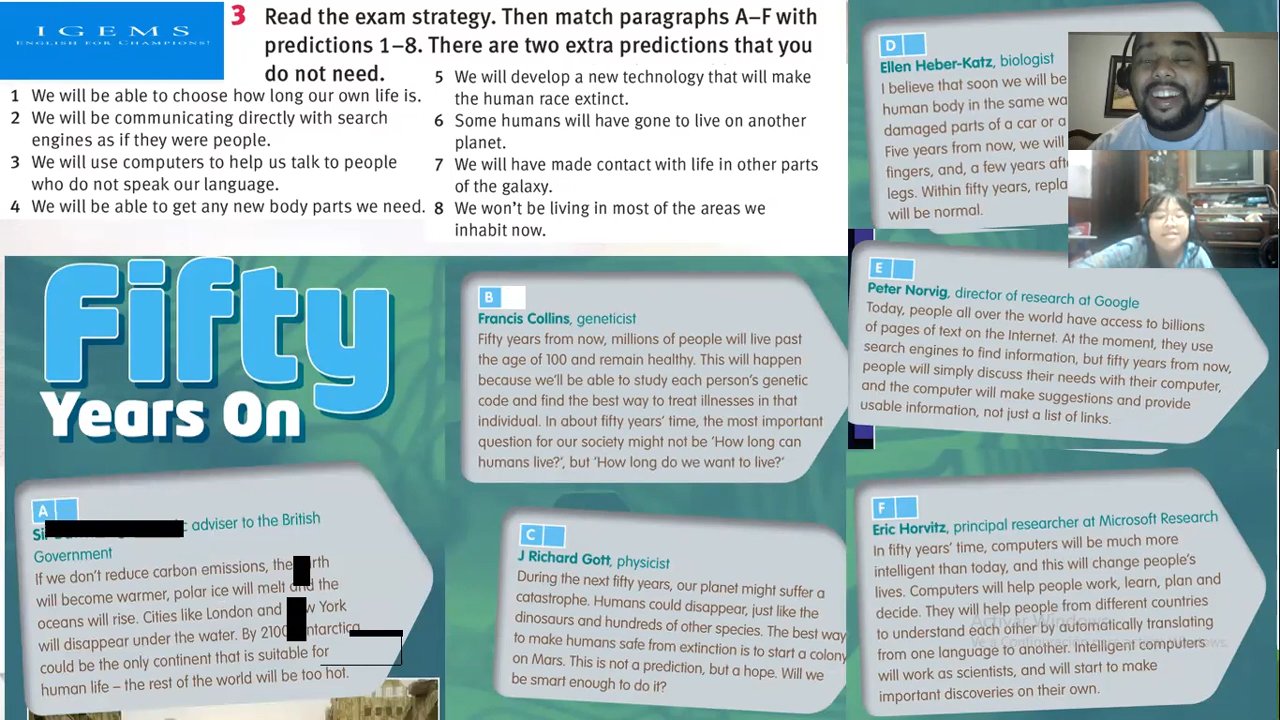 IGEMS
ENGLISH FOR CHAMPIONS!
3 Read the exam strategy. Then match paragraphs A–F with
predictions 1–8. There are two extra predictions that you
do not need.
1 We will be able to choose how long our own life is.
2 We will be communicating directly with search
engines as if they were people.
3 We will use computers to help us talk to people
who do not speak our language.
4 We will be able to get any new body parts we need.
5 We will develop a new technology that will make
the human race extinct.
6 Some humans will have gone to live on another
planet.
7 We will have made contact with life in other parts
of the galaxy.
8 We won't be living in most of the areas we
inhabit now.
Fifty
Years On
A
adviser to the British
Government
If we don't reduce carbon emissions, the
will become warmer, polar ice will melt and the
oceans will rise. Cities like London and York
will disappear under the water. By 2100 Antarctica
could be the only continent that is suitable for
human life – the rest of the world will be too hot.
B
Francis Collins, geneticist
Fifty years from now, millions of people will live past
the age of 100 and remain healthy. This will happen
because we'll be able to study each person's genetic
code and find the best way to treat illnesses in that
individual. In about fifty years' time, the most important
question for our society might not be 'How long can
humans live?', but 'How long do we want to live?'
C
J Richard Gott, physicist
During the next fifty years, our planet might suffer a
catastrophe. Humans could disappear, just like the
dinosaurs and hundreds of other species. The best way
to make humans safe from extinction is to start a colony
on Mars. This is not a prediction, but a hope. Will we
be smart enough to do it?
D
Ellen Heber-Katz, biologist
I believe that soon we will be
human body in the same
damaged parts of a car or a
Five years from now, we will
fingers, and, a few years
legs. Within fifty years,
will be normal.
E
Peter Norvig, director of research at Google
Today, people all over the world have access to billions
of pages of text on the Internet. At the moment, they use
search engines to find information, but fifty years from now,
people will simply discuss their needs with their computer,
and the computer will make suggestions and provide
usable information, not just a list of links.
F
Eric Horvitz, principal researcher at Microsoft Research
In fifty years' time, computers will be much more
intelligent than today, and this will change people's
lives. Computers will help people work, learn, plan and
decide. They will help people from different countries
to understand each other by automatically translating
from one language to another. Intelligent computers
will work as scientists, and will start to make
important discoveries on their own.
Activar Windows